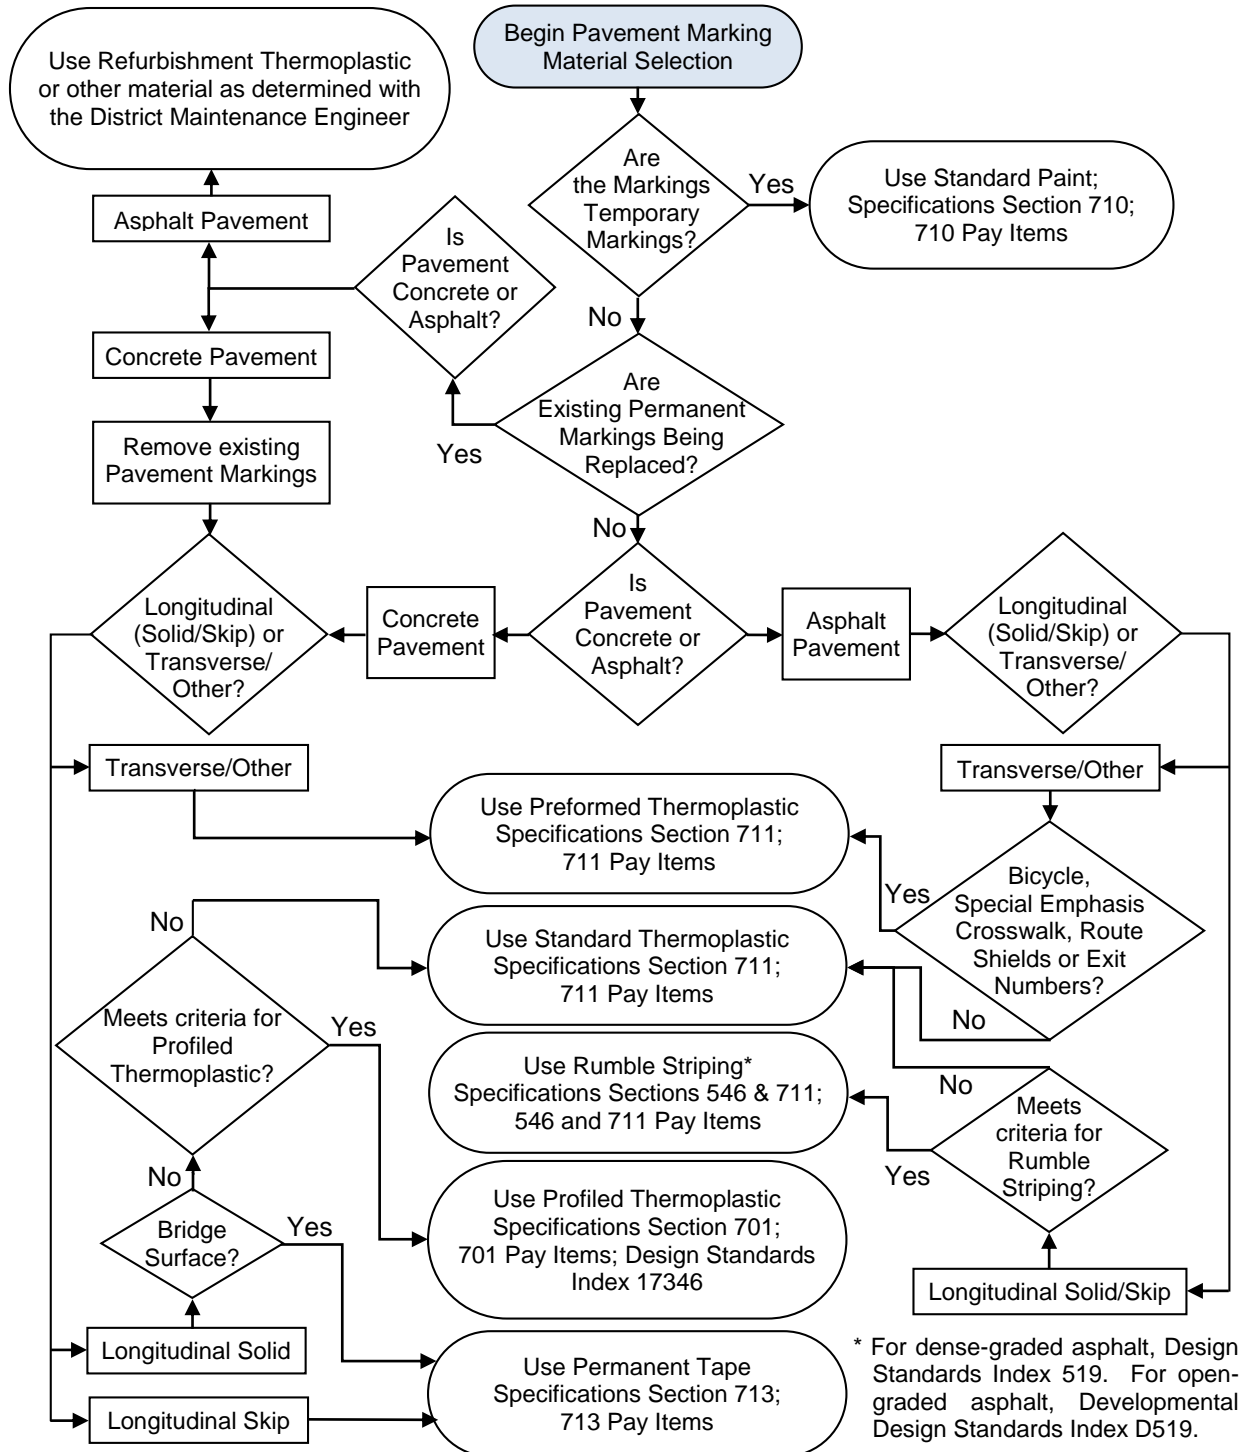 Begin Pavement Marking
Material Selection
Use Refurbishment Thermoplastic
or other material as determined with
the District Maintenance Engineer
Are
the Markings
Temporary
Markings?
Yes
Use Standard Paint;
Specifications Section 710;
710 Pay Items
Asphalt Pavement
Is
Pavement
Concrete or
Asphalt?
No
Concrete Pavement
Are
Existing Permanent
Markings Being
Replaced?
Yes
Remove existing
Pavement Markings
No
Longitudinal
(Solid/Skip) or
Transverse/
Other?
Concrete
Pavement
Is
Pavement
Concrete or
Asphalt?
Asphalt
Pavement
Longitudinal
(Solid/Skip) or
Transverse/
Other?
Transverse/Other
Transverse/Other
Use Preformed Thermoplastic
Specifications Section 711;
711 Pay Items
Yes
Bicycle,
Special Emphasis
Crosswalk, Route
Shields or Exit
Numbers?
No
No
Use Standard Thermoplastic
Specifications Section 711;
711 Pay Items
Meets criteria for
Profiled
Thermoplastic?
Yes
Use Rumble Striping*
Specifications Sections 546 & 711;
546 and 711 Pay Items
No
Meets
criteria for
Rumble
Striping?
Yes
No
Use Profiled Thermoplastic
Specifications Section 701;
701 Pay Items; Design Standards
Index 17346
Bridge
Surface?
Yes
Longitudinal Solid/Skip
Longitudinal Solid
Use Permanent Tape
Specifications Section 713;
713 Pay Items
Longitudinal Skip
* For dense-graded asphalt, Design
Standards Index 519. For open-
graded asphalt, Developmental
Design Standards Index D519.